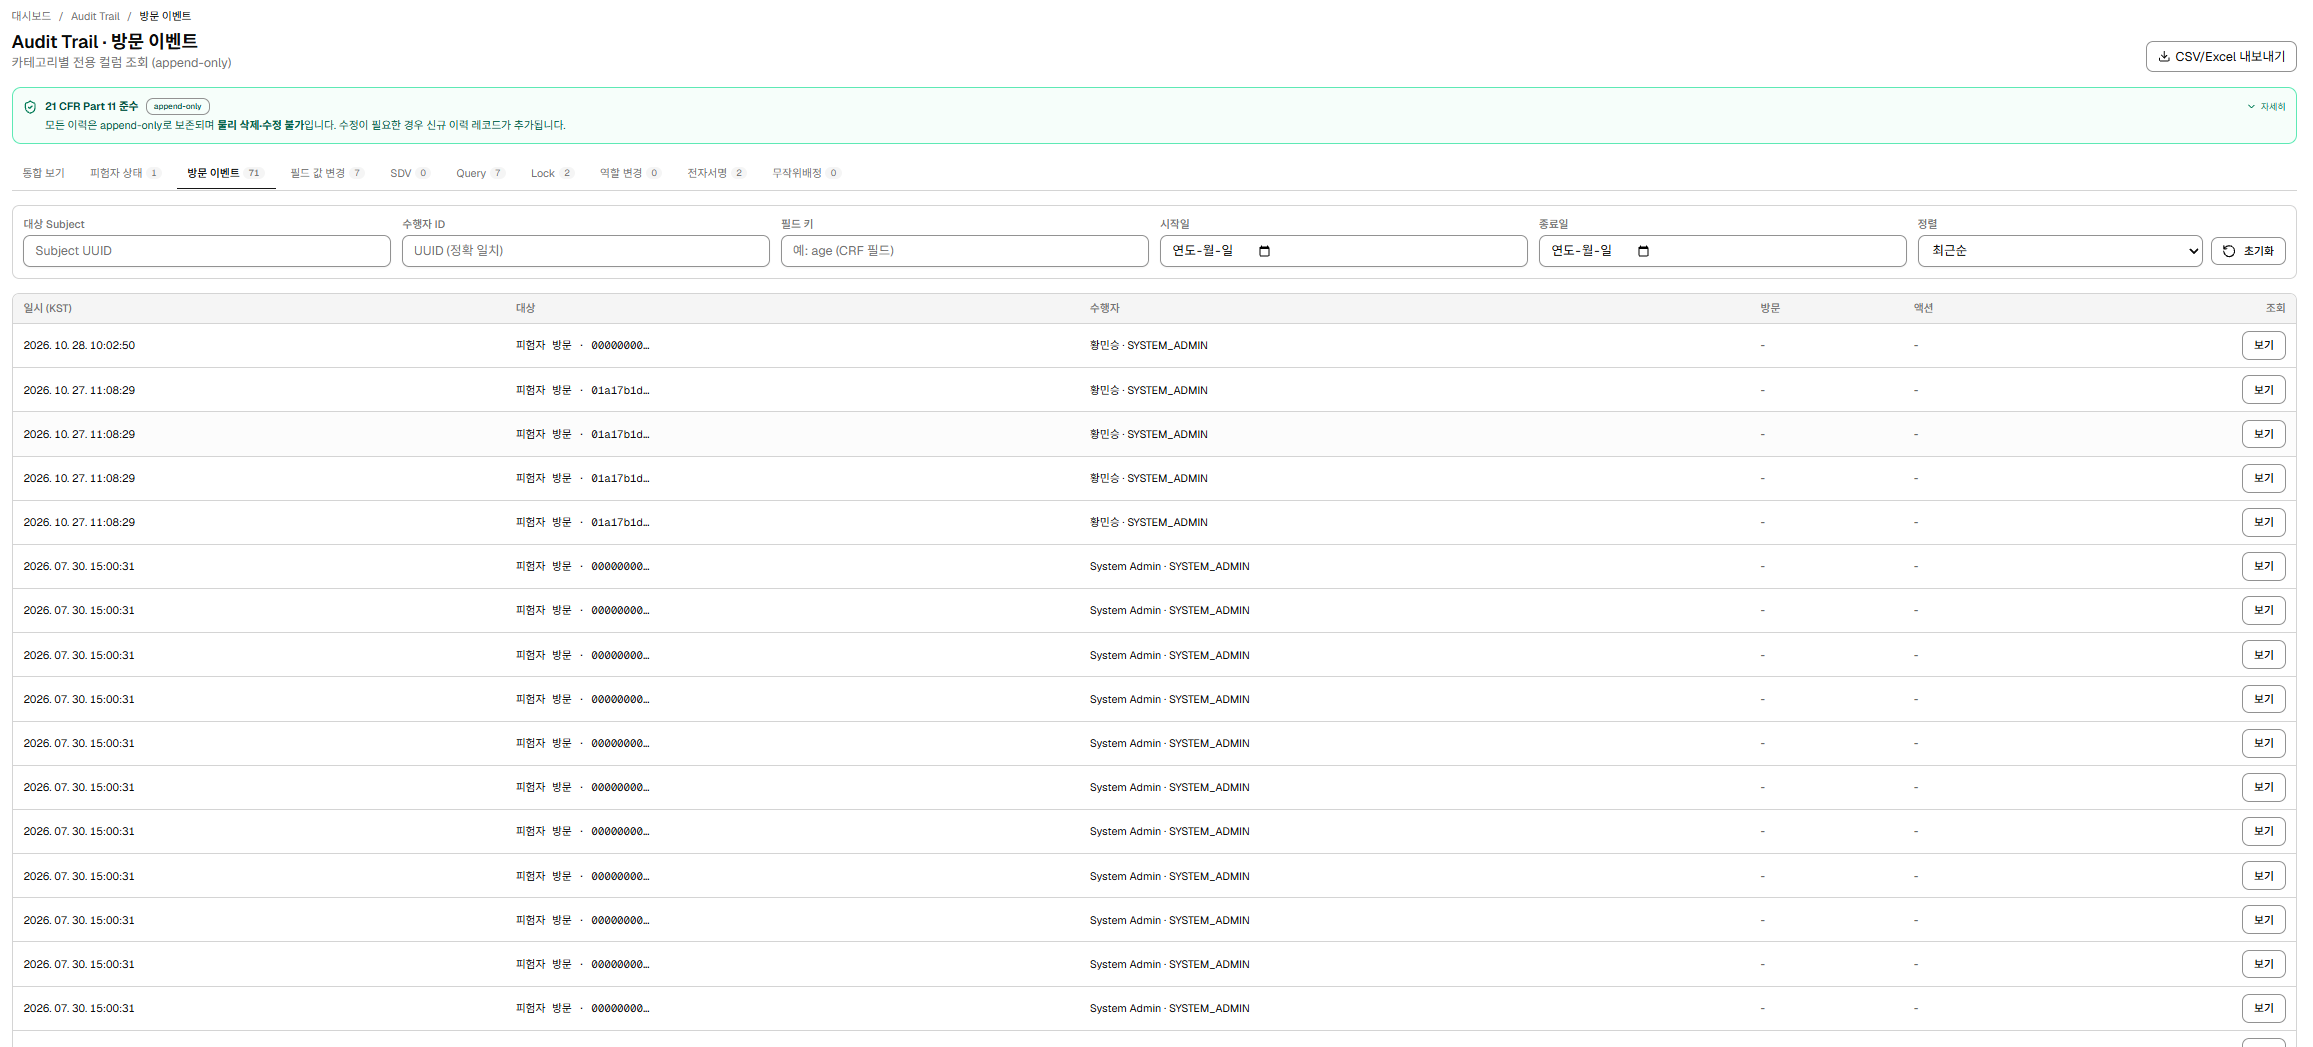 대시보드 / Audit Trail / 방문 이벤트
Audit Trail · 방문 이벤트
카테고리별 전용 컬럼 조회 (append-only)
CSV/Excel 내보내기
21 CFR Part 11 준수 append-only
자세히
모든 이력은 append-only로 보존되며 물리 삭제·수정 불가입니다. 수정이 필요한 경우 신규 이력 레코드가 추가됩니다.
통합 보기 피험자 상태 1 방문 이벤트 71 필드 값 변경 7 SDV 0 Query 7 Lock 2 역할 변경 0 전자서명 2 무작위배정 0
대상 Subject 수행자 ID 필드 키 시작일 종료일 정렬
Subject UUID UUID (정확 일치) 예: age (CRF 필드) 연도-월-일 연도-월-일 최근순 초기화
일시 (KST) 대상 수행자 방문 액션 조회
2026. 10. 28. 10:02:50 피험자 방문 · 00000000… 황민승 · SYSTEM_ADMIN - - 보기
2026. 10. 27. 11:08:29 피험자 방문 · 01a17b1d… 황민승 · SYSTEM_ADMIN - - 보기
2026. 10. 27. 11:08:29 피험자 방문 · 01a17b1d… 황민승 · SYSTEM_ADMIN - - 보기
2026. 10. 27. 11:08:29 피험자 방문 · 01a17b1d… 황민승 · SYSTEM_ADMIN - - 보기
2026. 10. 27. 11:08:29 피험자 방문 · 01a17b1d… 황민승 · SYSTEM_ADMIN - - 보기
2026. 07. 30. 15:00:31 피험자 방문 · 00000000… System Admin · SYSTEM_ADMIN - - 보기
2026. 07. 30. 15:00:31 피험자 방문 · 00000000… System Admin · SYSTEM_ADMIN - - 보기
2026. 07. 30. 15:00:31 피험자 방문 · 00000000… System Admin · SYSTEM_ADMIN - - 보기
2026. 07. 30. 15:00:31 피험자 방문 · 00000000… System Admin · SYSTEM_ADMIN - - 보기
2026. 07. 30. 15:00:31 피험자 방문 · 00000000… System Admin · SYSTEM_ADMIN - - 보기
2026. 07. 30. 15:00:31 피험자 방문 · 00000000… System Admin · SYSTEM_ADMIN - - 보기
2026. 07. 30. 15:00:31 피험자 방문 · 00000000… System Admin · SYSTEM_ADMIN - - 보기
2026. 07. 30. 15:00:31 피험자 방문 · 00000000… System Admin · SYSTEM_ADMIN - - 보기
2026. 07. 30. 15:00:31 피험자 방문 · 00000000… System Admin · SYSTEM_ADMIN - - 보기
2026. 07. 30. 15:00:31 피험자 방문 · 00000000… System Admin · SYSTEM_ADMIN - - 보기
2026. 07. 30. 15:00:31 피험자 방문 · 00000000… System Admin · SYSTEM_ADMIN - - 보기